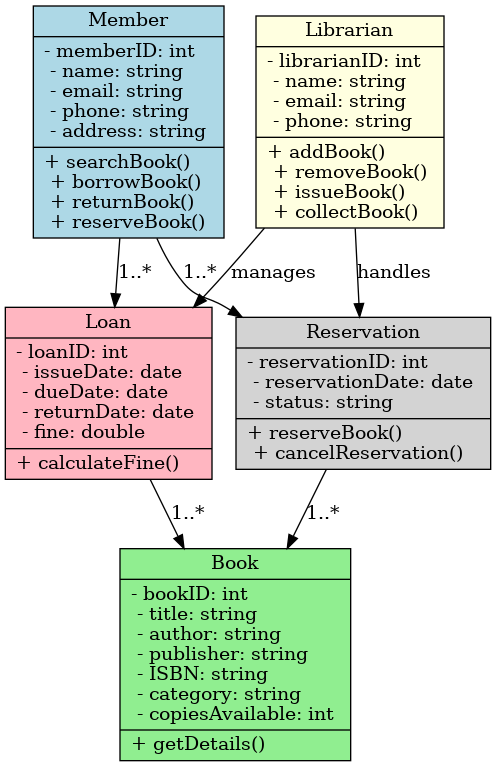 Member
- memberID: int
- name: string
- email: string
- phone: string
- address: string
+ searchBook()
+ borrowBook()
+ returnBook()
+ reserveBook()
Librarian
- librarianID: int
- name: string
- email: string
- phone: string
+ addBook()
+ removeBook()
+ issueBook()
+ collectBook()
1..*
1..*
manages
handles
Loan
- loanID: int
- issueDate: date
- dueDate: date
- returnDate: date
- fine: double
+ calculateFine()
Reservation
- reservationID: int
- reservationDate: date
- status: string
+ reserveBook()
+ cancelReservation()
1..*
1..*
Book
- bookID: int
- title: string
- author: string
- publisher: string
- ISBN: string
- category: string
- copiesAvailable: int
+ getDetails()